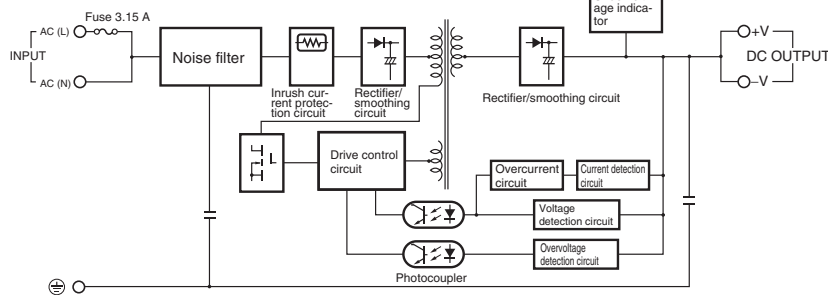 age indica-
tor
Fuse 3.15 A
AC (L)
INPUT
AC (N)
Noise filter
Inrush cur-
rent protec-
tion circuit
Rectifier/
smoothing
circuit
Rectifier/smoothing circuit
+V
DC OUTPUT
–V
Drive control
circuit
Overcurrent
circuit
Current detection
circuit
Voltage
detection circuit
Overvoltage
detection circuit
Photocoupler